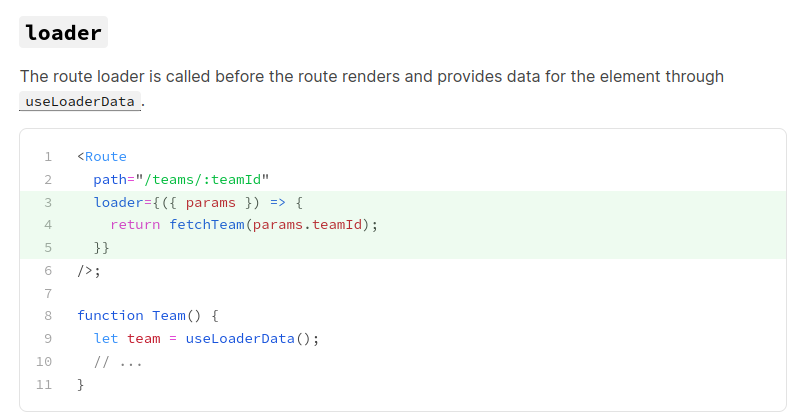 loader
The route loader is called before the route renders and provides data for the element through
useLoaderData.
1 <Route
2   path="/teams/:teamId"
3   loader={({ params }) => {
4     return fetchTeam(params.teamId);
5   }}
6 />;
7
8 function Team() {
9   let team = useLoaderData();
10   // ...
11 }